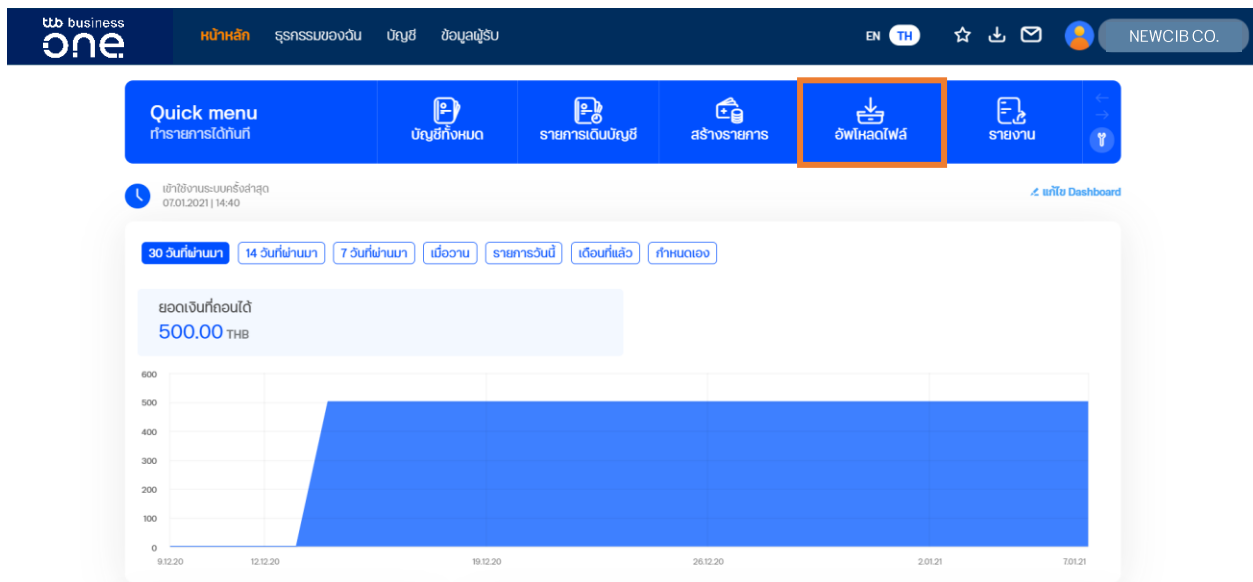 ttb business
one
หน้าหลัก ธุรกรรมของฉัน บัญชี ข้อมูลผู้รับ EN TH NEWCIB CO.
Quick menu
ทำรายการได้ทันที
บัญชีทั้งหมด รายการเดินบัญชี สร้างรายการ อัพโหลดไฟล์ รายงาน
เข้าใช้งานระบบครั้งล่าสุด
07.01.2021 | 14:40
แก้ไข Dashboard
30 วันที่ผ่านมา 14 วันที่ผ่านมา 7 วันที่ผ่านมา เมื่อวาน รายการวันนี้ เดือนที่แล้ว กำหนดเอง
ยอดเงินที่ถอนได้
500.00 THB
600
500
400
300
200
100
0
9.12.20 12.12.20 19.12.20 26.12.20 2.01.21 7.01.21